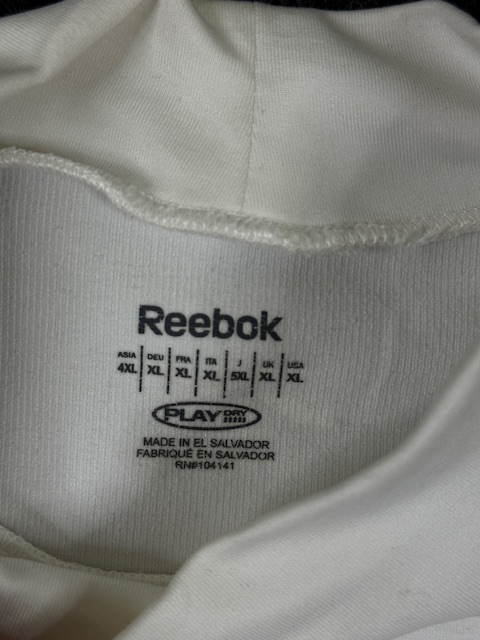 Reebok
ASIA DEU FRA ITA J UK USA
4XL XL XL XL 5XL XL XL
PLAY DRY
MADE IN EL SALVADOR
FABRIQUÉ EN SALVADOR
RN#104141